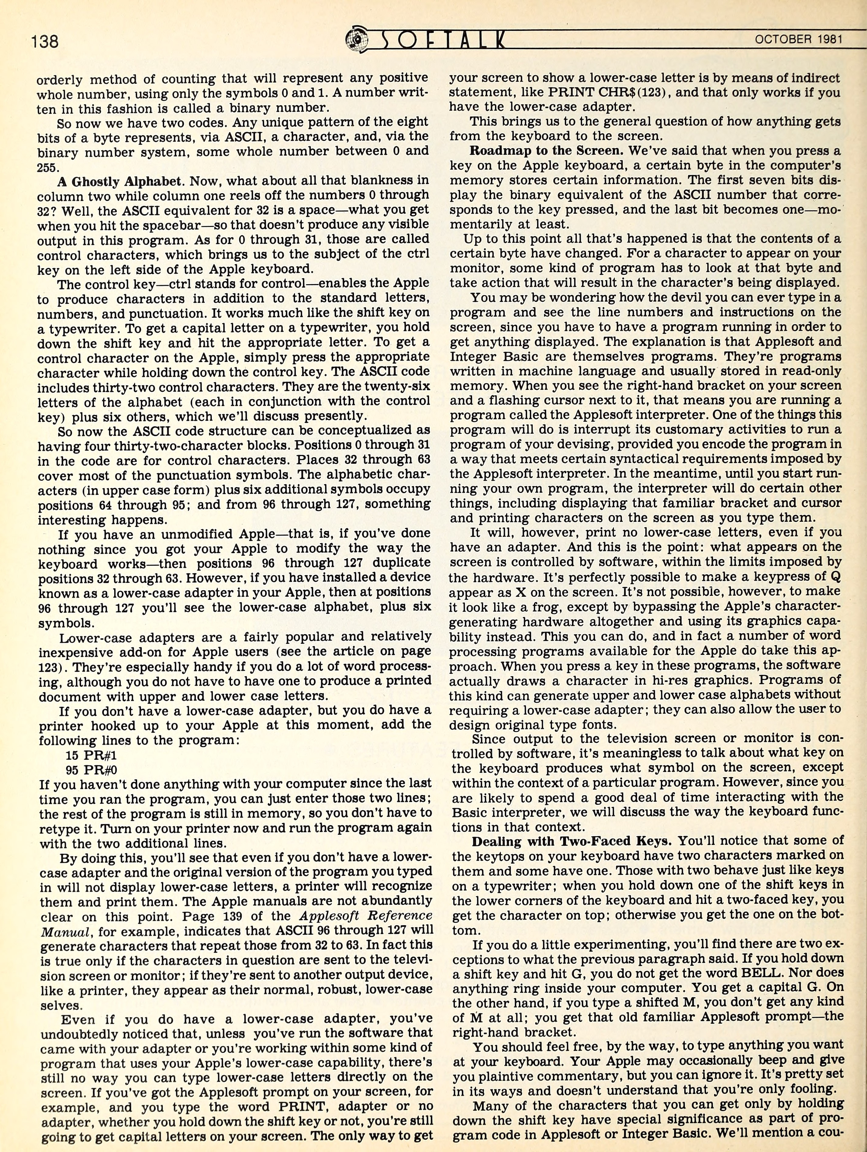 138
SOFTALK
OCTOBER 1981
orderly method of counting that will represent any positive
whole number, using only the symbols 0 and 1. A number writ-
ten in this fashion is called a binary number.
So now we have two codes. Any unique pattern of the eight
bits of a byte represents, via ASCII, a character, and, via the
binary number system, some whole number between 0 and
255.
A Ghostly Alphabet. Now, what about all that blankness in
column two while column one reels off the numbers 0 through
32? Well, the ASCII equivalent for 32 is a space—what you get
when you hit the spacebar—so that doesn't produce any visible
output in this program. As for 0 through 31, those are called
control characters, which brings us to the subject of the ctrl
key on the left side of the Apple keyboard.
The control key—ctrl stands for control—enables the Apple
to produce characters in addition to the standard letters,
numbers, and punctuation. It works much like the shift key on
a typewriter. To get a capital letter on a typewriter, you hold
down the shift key and hit the appropriate letter. To get a
control character on the Apple, simply press the appropriate
character while holding down the control key. The ASCII code
includes thirty-two control characters. They are the twenty-six
letters of the alphabet (each in conjunction with the control
key) plus six others, which we'll discuss presently.
So now the ASCII code structure can be conceptualized as
having four thirty-two-character blocks. Positions 0 through 31
in the code are for control characters. Places 32 through 63
cover most of the punctuation symbols. The alphabetic char-
acters (in upper case form) plus six additional symbols occupy
positions 64 through 95; and from 96 through 127, something
interesting happens.
If you have an unmodified Apple—that is, if you've done
nothing since you got your Apple to modify the way the
keyboard works—then positions 96 through 127 duplicate
positions 32 through 63. However, if you have installed a device
known as a lower-case adapter in your Apple, then at positions
96 through 127 you'll see the lower-case alphabet, plus six
symbols.
Lower-case adapters are a fairly popular and relatively
inexpensive add-on for Apple users (see the article on page
123). They're especially handy if you do a lot of word process-
ing, although you do not have to have one to produce a printed
document with upper and lower case letters.
If you don't have a lower-case adapter, but you do have a
printer hooked up to your Apple at this moment, add the
following lines to the program:
15 PR#1
95 PR#0
If you haven't done anything with your computer since the last
time you ran the program, you can just enter those two lines;
the rest of the program is still in memory, so you don't have to
retype it. Turn on your printer now and run the program again
with the two additional lines.
By doing this, you'll see that even if you don't have a lower-
case adapter and the original version of the program you typed
in will not display lower-case letters, a printer will recognize
them and print them. The Apple manuals are not abundantly
clear on this point. Page 139 of the Applesoft Reference
Manual, for example, indicates that ASCII 96 through 127 will
generate characters that repeat those from 32 to 63. In fact this
is true only if the characters in question are sent to the televi-
sion screen or monitor; if they're sent to another output device,
like a printer, they appear as their normal, robust, lower-case
selves.
Even if you do have a lower-case adapter, you've
undoubtedly noticed that, unless you've run the software that
came with your adapter or you're working within some kind of
program that uses your Apple's lower-case capability, there's
still no way you can type lower-case letters directly on the
screen. If you've got the Applesoft prompt on your screen, for
example, and you type the word PRINT, adapter or no
adapter, whether you hold down the shift key or not, you're still
going to get capital letters on your screen. The only way to get
your screen to show a lower-case letter is by means of indirect
statement, like PRINT CHR$(123), and that only works if you
have the lower-case adapter.
This brings us to the general question of how anything gets
from the keyboard to the screen.
Roadmap to the Screen. We've said that when you press a
key on the Apple keyboard, a certain byte in the computer's
memory stores certain information. The first seven bits dis-
play the binary equivalent of the ASCII number that corre-
sponds to the key pressed, and the last bit becomes one—mo-
mentarily at least.
Up to this point all that's happened is that the contents of a
certain byte have changed. For a character to appear on your
monitor, some kind of program has to look at that byte and
take action that will result in the character's being displayed.
You may be wondering how the devil you can ever type in a
program and see the line numbers and instructions on the
screen, since you have to have a program running in order to
get anything displayed. The explanation is that Applesoft and
Integer Basic are themselves programs. They're programs
written in machine language and usually stored in read-only
memory. When you see the right-hand bracket on your screen
and a flashing cursor next to it, that means you are running a
program called the Applesoft interpreter. One of the things this
program will do is interrupt its customary activities to run a
program of your devising, provided you encode the program in
a way that meets certain syntactical requirements imposed by
the Applesoft interpreter. In the meantime, until you start run-
ning your own program, the interpreter will do certain other
things, including displaying that familiar bracket and cursor
and printing characters on the screen as you type them.
It will, however, print no lower-case letters, even if you
have an adapter. And this is the point: what appears on the
screen is controlled by software, within the limits imposed by
the hardware. It's perfectly possible to make a keypress of Q
appear as X on the screen. It's not possible, however, to make
it look like a frog, except by bypassing the Apple's character-
generating hardware altogether and using its graphics capa-
bility instead. This you can do, and in fact a number of word
processing programs available for the Apple do take this ap-
proach. When you press a key in these programs, the software
actually draws a character in hi-res graphics. Programs of
this kind can generate upper and lower case alphabets without
requiring a lower-case adapter; they can also allow the user to
design original type fonts.
Since output to the television screen or monitor is con-
trolled by software, it's meaningless to talk about what key on
the keyboard produces what symbol on the screen, except
within the context of a particular program. However, since you
are likely to spend a good deal of time interacting with the
Basic interpreter, we will discuss the way the keyboard func-
tions in that context.
Dealing with Two-Faced Keys. You'll notice that some of
the keytops on your keyboard have two characters marked on
them and some have one. Those with two behave just like keys
on a typewriter; when you hold down one of the shift keys in
the lower corners of the keyboard and hit a two-faced key, you
get the character on top; otherwise you get the one on the bot-
tom.
If you do a little experimenting, you'll find there are two ex-
ceptions to what the previous paragraph said. If you hold down
a shift key and hit G, you do not get the word BELL. Nor does
anything ring inside your computer. You get a capital G. On
the other hand, if you type a shifted M, you don't get any kind
of M at all; you get that old familiar Applesoft prompt—the
right-hand bracket.
You should feel free, by the way, to type anything you want
at your keyboard. Your Apple may occasionally beep and give
you plaintive commentary, but you can ignore it. It's pretty set
in its ways and doesn't understand that you're only fooling.
Many of the characters that you can get only by holding
down the shift key have special significance as part of pro-
gram code in Applesoft or Integer Basic. We'll mention a cou-